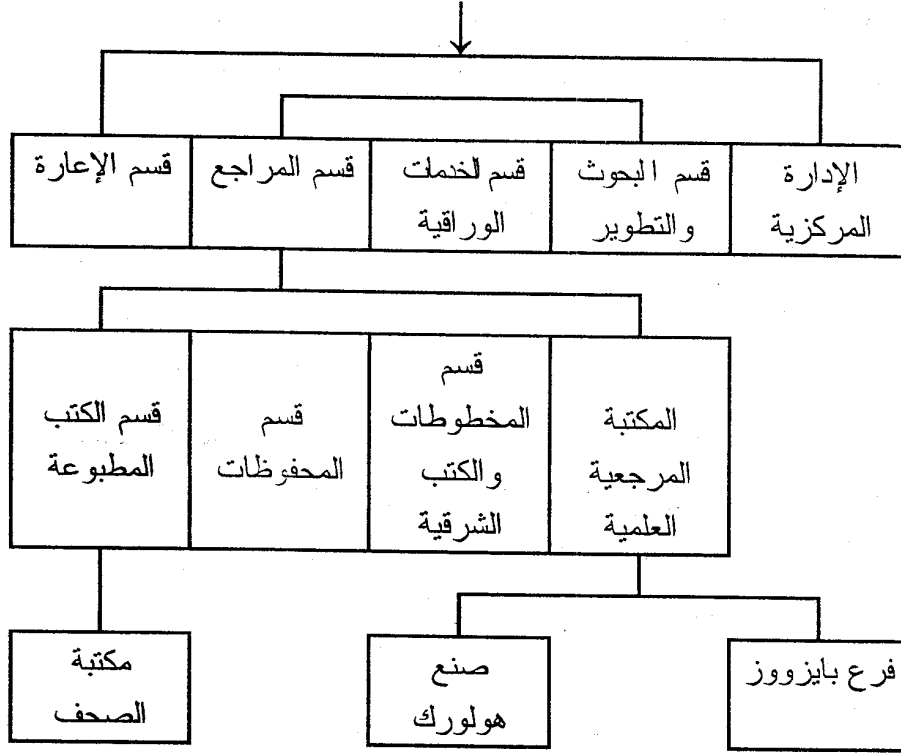 الإدارة
المركزية
قسم البحوث
والتطوير
قسم الخدمات
الوراقية
قسم المراجع
قسم الإعارة
المكتبة
المرجعية
العلمية
قسم
المخطوطات
والكتب
الشرقية
قسم
المحفوظات
قسم الكتب
المطبوعة
فرع بايزووز
صنع
هولورك
مكتبة
الصحف